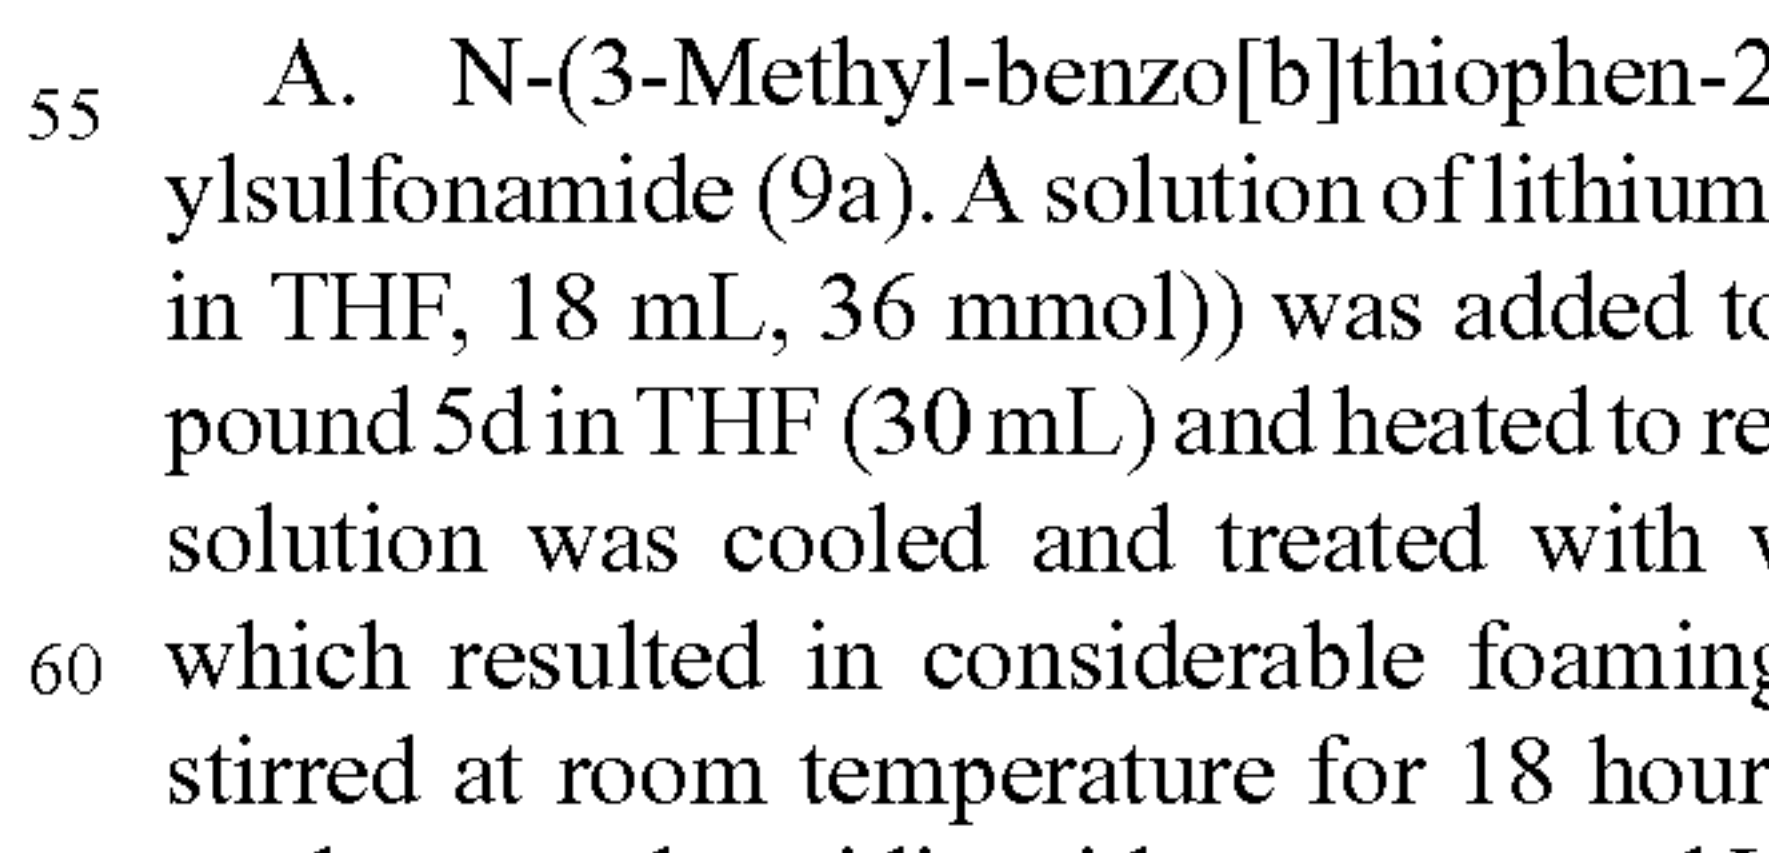 A. N-(3-Methyl-benzo[b]thiophen-2
55
ylsulfonamide (9a). A solution of lithium
in THF, 18 mL, 36 mmol)) was added to
pound 5d in THF (30 mL) and heated to re
solution was cooled and treated with
60 which resulted in considerable foaming
stirred at room temperature for 18 hour